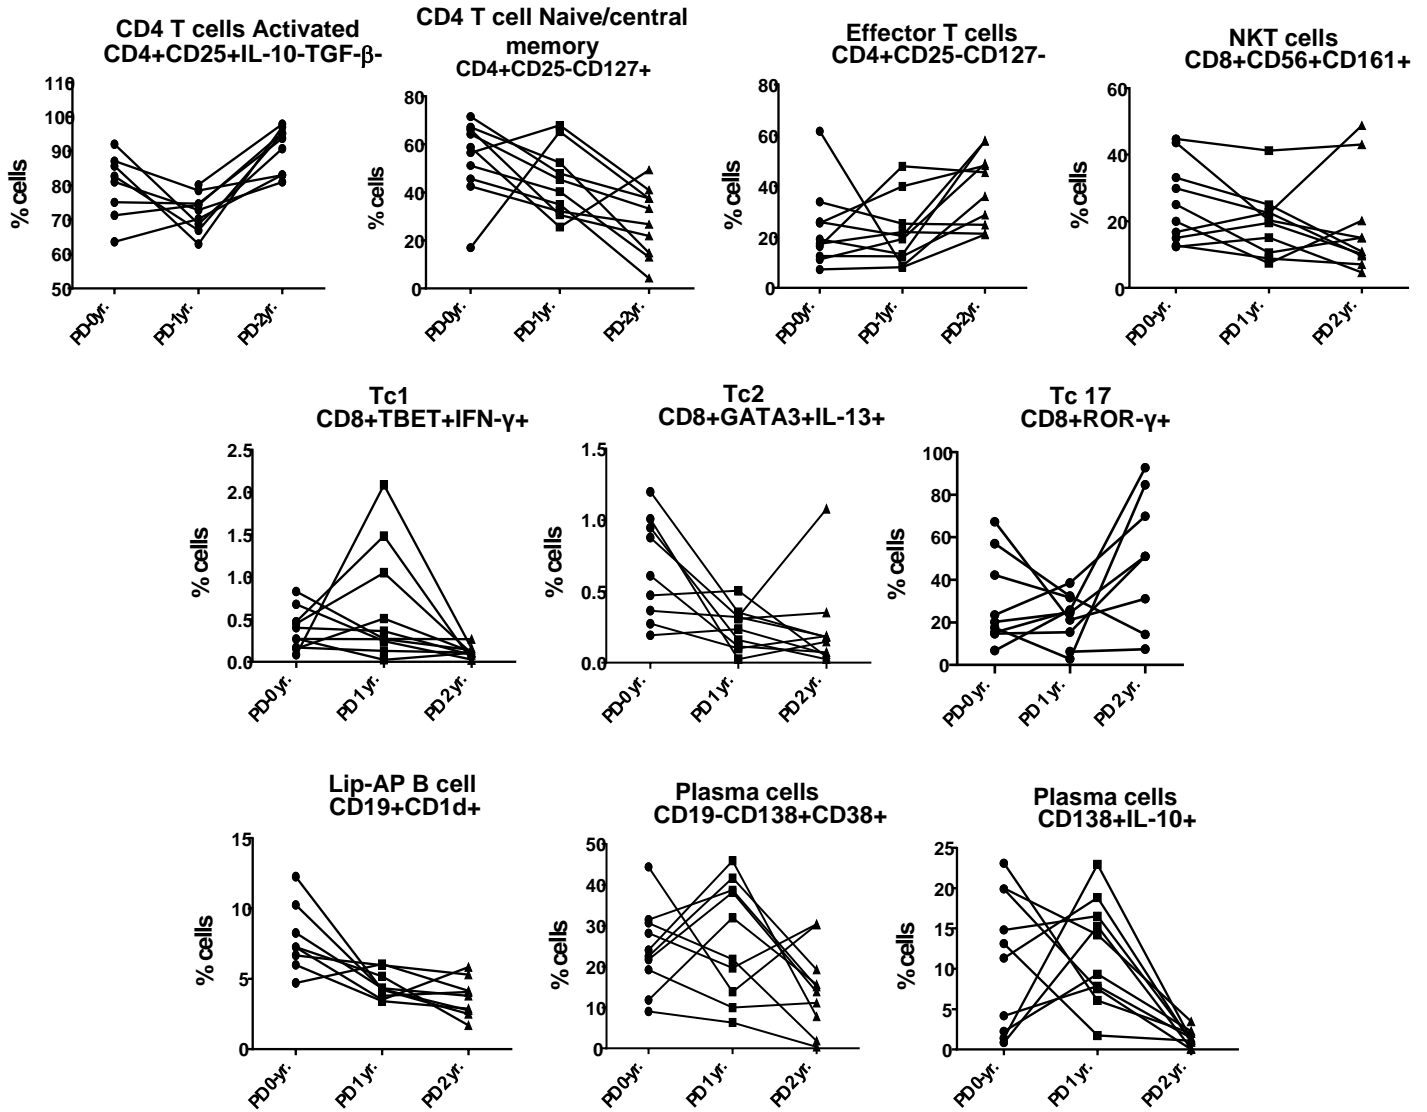 CD4 T cells Activated
CD4+CD25+IL-10-TGF-β-
110
100
90
80
70
60
50
% cells
PD-0yr.
PD-1yr.
PD-2yr.
CD4 T cell Naive/central
memory
CD4+CD25-CD127+
80
60
40
20
0
% cells
PD-0yr.
PD-1yr.
PD-2yr.
Effector T cells
CD4+CD25-CD127-
80
60
40
20
0
% cells
PD-0yr.
PD-1yr.
PD-2yr.
NKT cells
CD8+CD56+CD161+
60
40
20
0
% cells
PD 0-yr.
PD 1 yr.
PD 2 yr.
Tc1
CD8+TBET+IFN-γ+
2.5
2.0
1.5
1.0
0.5
0.0
% cells
PD-0 yr.
PD 1 yr.
PD 2 yr.
Tc2
CD8+GATA3+IL-13+
1.5
1.0
0.5
0.0
% cells
PD-0 yr.
PD 1 yr.
PD 2 yr.
Tc 17
CD8+ROR-γ+
100
80
60
40
20
0
% cells
PD-0 yr.
PD 1 yr.
PD 2 yr.
Lip-AP B cell
CD19+CD1d+
15
10
5
0
% cells
PD 0-yr.
PD 1 yr.
PD 2 yr.
Plasma cells
CD19-CD138+CD38+
50
40
30
20
10
0
% cells
PD 0-yr.
PD 1 yr.
PD 2 yr.
Plasma cells
CD138+IL-10+
25
20
15
10
5
0
% cells
PD 0-yr.
PD 1 yr.
PD 2 yr.